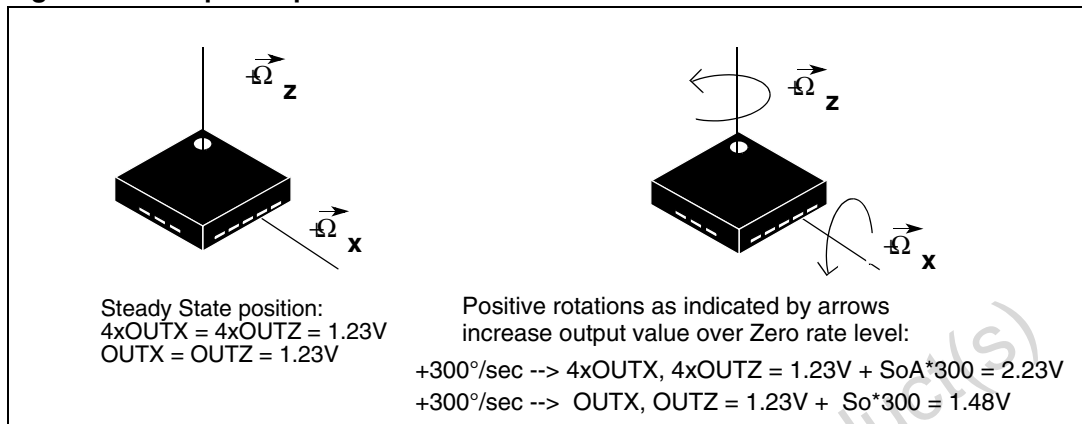 +Ω
z
+Ω
x
Steady State position:
4xOUTX = 4xOUTZ = 1.23V
OUTX = OUTZ = 1.23V
+Ω
z
+Ω
x
Positive rotations as indicated by arrows
increase output value over Zero rate level:
+300°/sec --> 4xOUTX, 4xOUTZ = 1.23V + SoA*300 = 2.23V
+300°/sec --> OUTX, OUTZ = 1.23V + So*300 = 1.48V